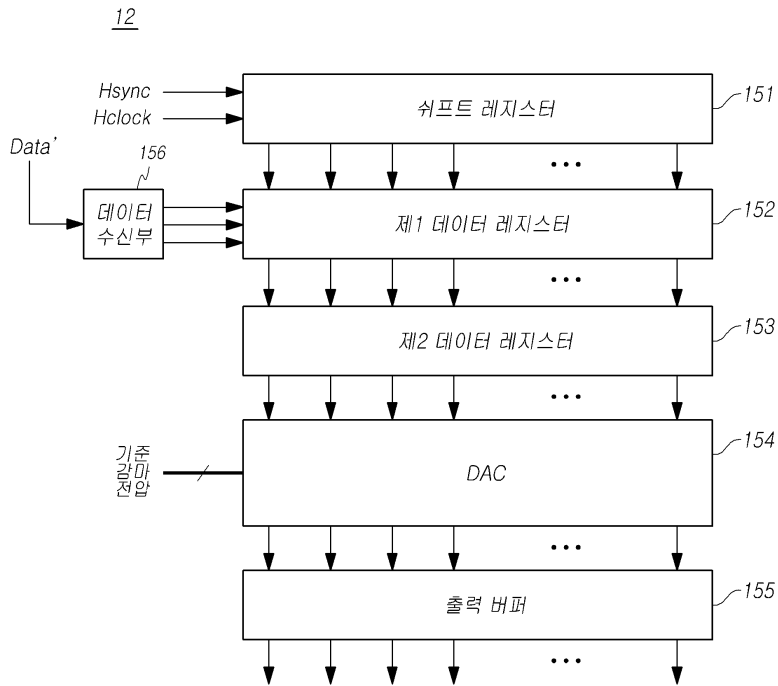 12
Hsync
Hclock
쉬프트 레지스터
151
Data'
156
데이터
수신부
제1 데이터 레지스터
152
제2 데이터 레지스터
153
기준
감마
전압
DAC
154
출력 버퍼
155